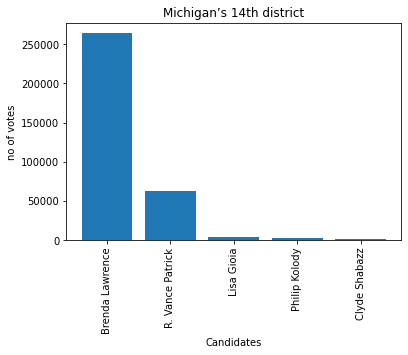 Michigan’s 14th district
no of votes
250000
200000
150000
100000
50000
0
Brenda Lawrence
R. Vance Patrick
Lisa Gioia
Philip Kolody
Clyde Shabazz
Candidates